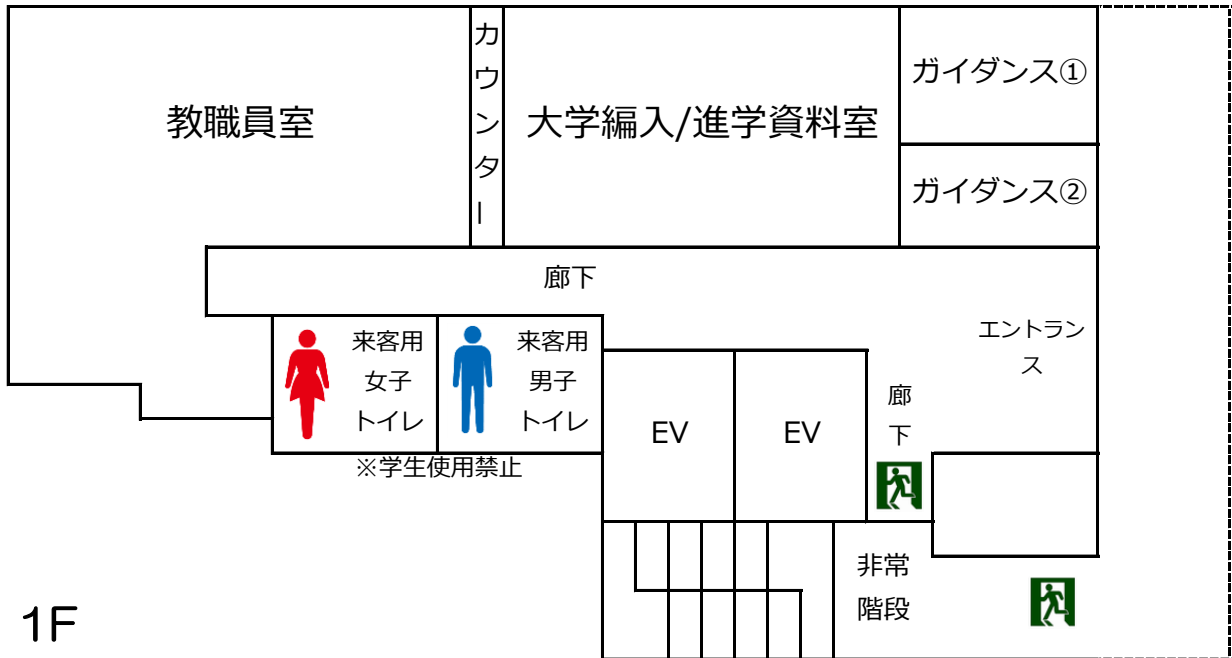 教職員室
カウンター
大学編入/進学資料室
ガイダンス①
ガイダンス②
廊下
エントラン
ス
来客用
女子
トイレ
来客用
男子
トイレ
※学生使用禁止
EV
EV
廊
下
非常
階段
1F